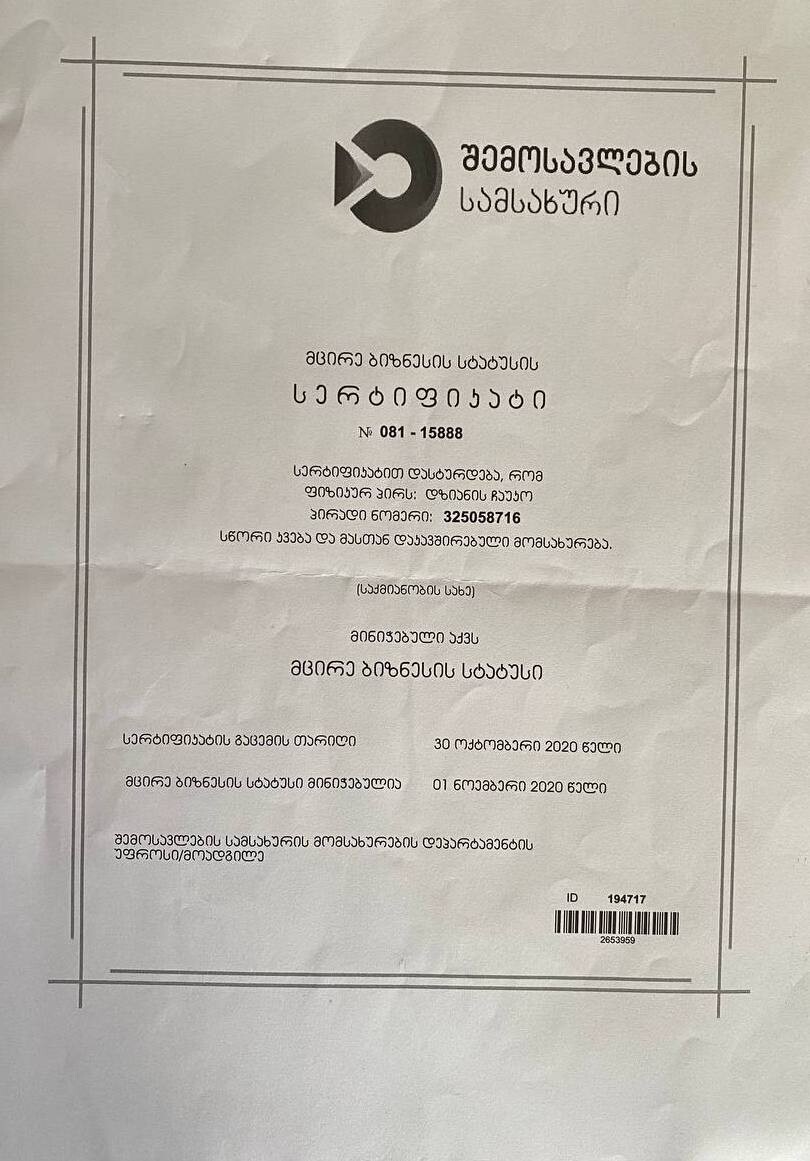 შემოსავლების
სამსახური
მცირე ბიზნესის სტატუსის
სერტიფიკატი
№ 081 - 15888
სერტიფიკატით დასტურდება, რომ
ფიზიკურ პირს: დზიანის ჩაუკო
პირადი ნომერი: 325058716
სწორი კვება და მასთან დაკავშირებული მომსახურება.
(საქმიანობის სახე)
მინიჭებული აქვს
მცირე ბიზნესის სტატუსი
სერტიფიკატის გაცემის თარიღი 30 ოქტომბერი 2020 წელი
მცირე ბიზნესის სტატუსი მინიჭებულია 01 ნოემბერი 2020 წელი
შემოსავლების სამსახურის მომსახურების დეპარტამენტის
უფროსი/მოადგილე
ID 194717
2653959